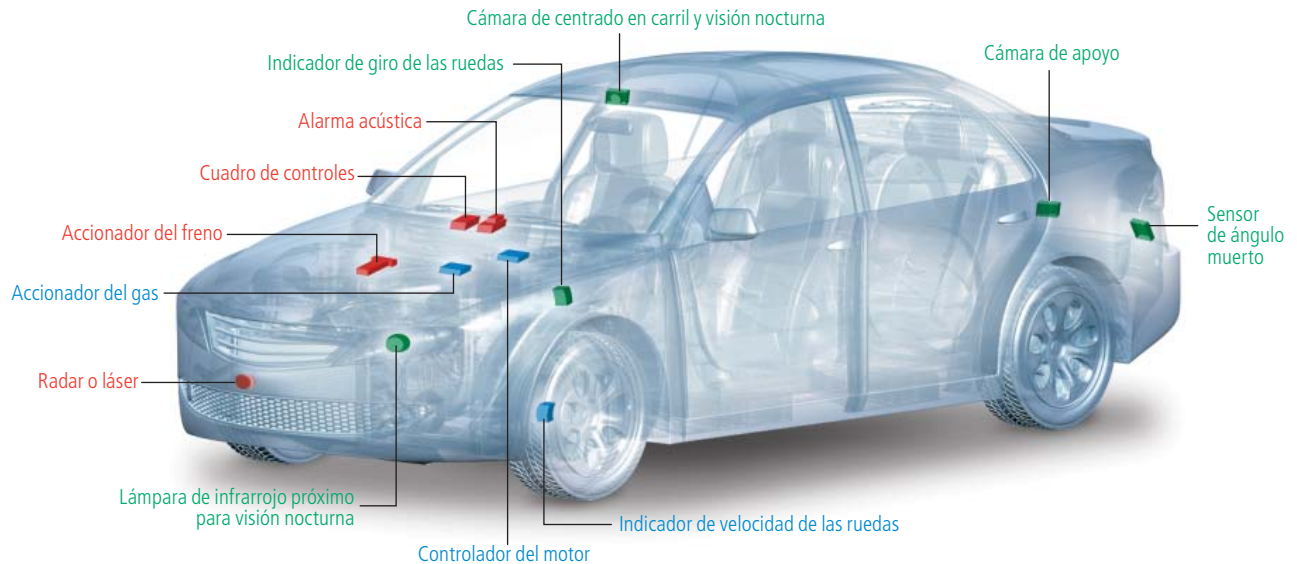 Cámara de centrado en carril y visión nocturna
Indicador de giro de las ruedas
Cámara de apoyo
Alarma acústica
Cuadro de controles
Accionador del freno
Sensor
de ángulo
muerto
Accionador del gas
Radar o láser
Lámpara de infrarrojo próximo
para visión nocturna
Indicador de velocidad de las ruedas
Controlador del motor